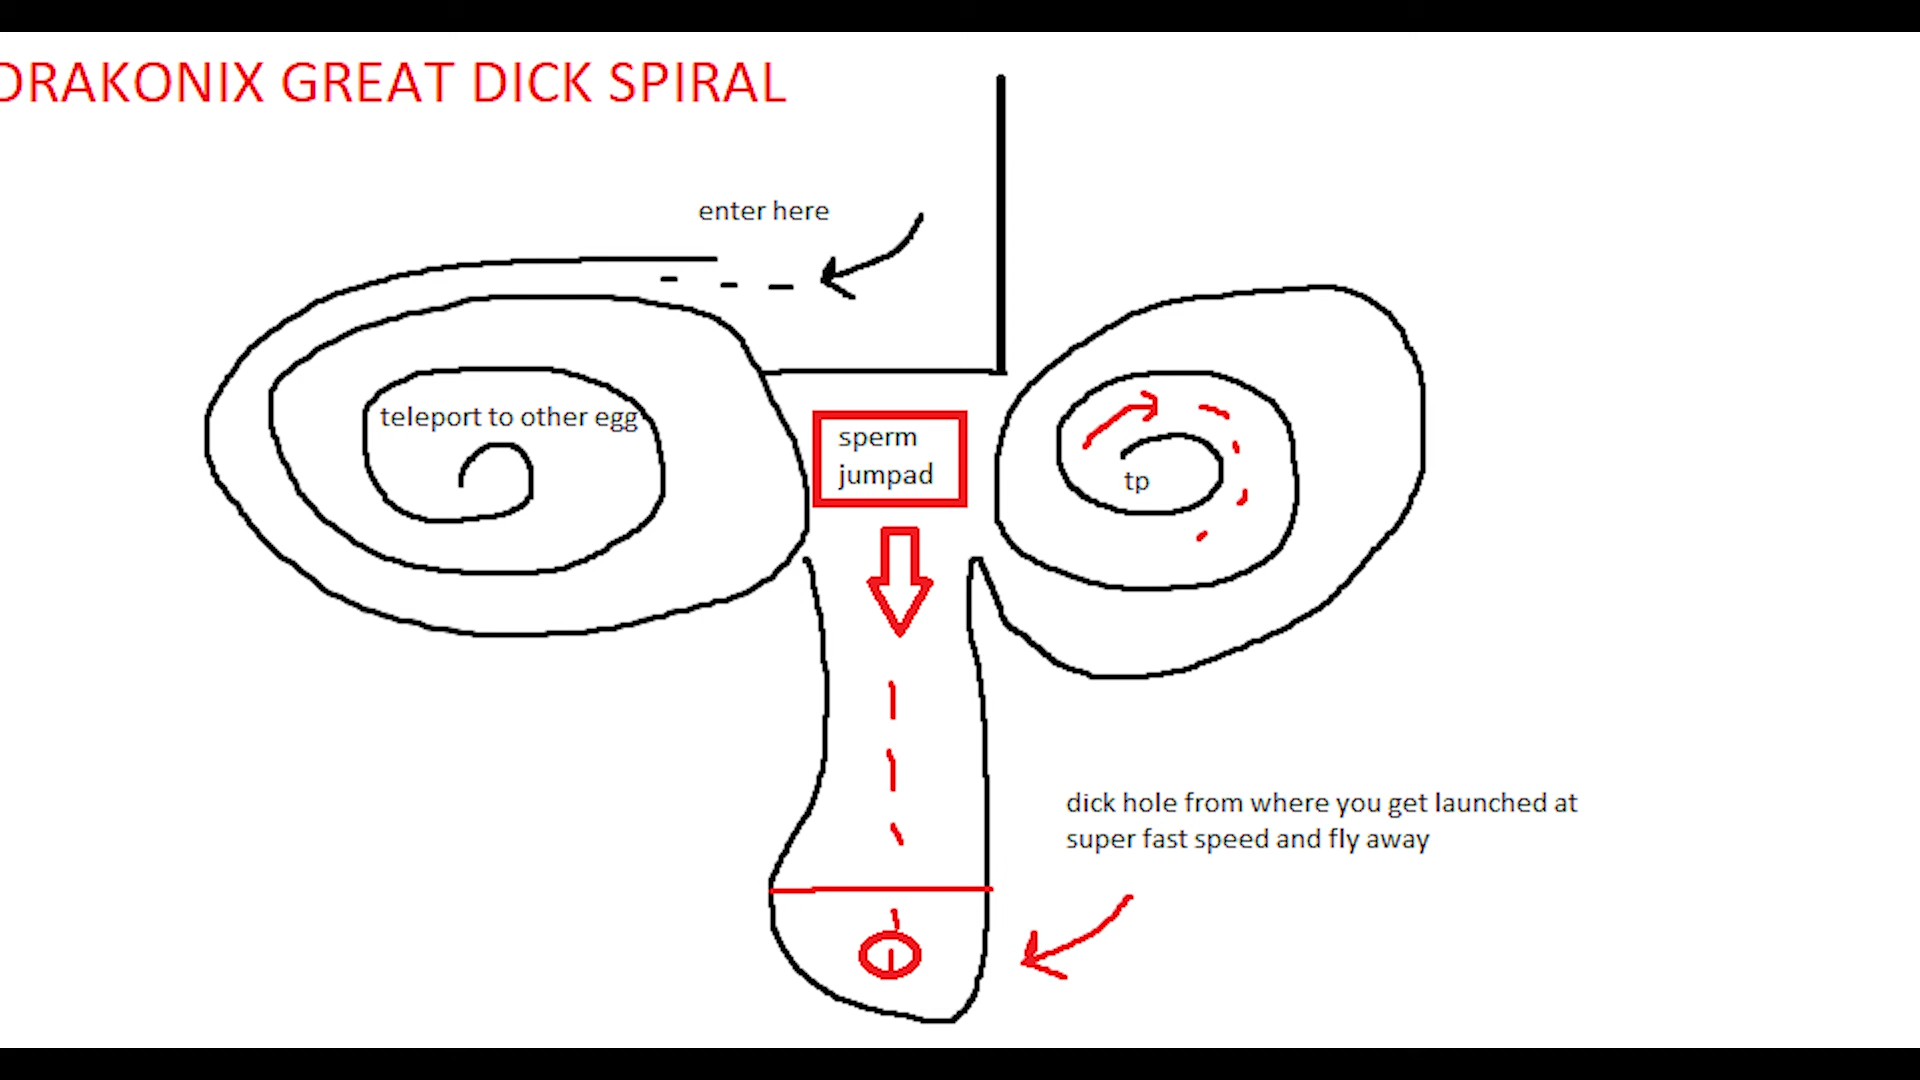 DRAKONIX GREAT DICK SPIRAL
enter here
teleport to other egg
sperm
jumpad
tp
dick hole from where you get launched at
super fast speed and fly away